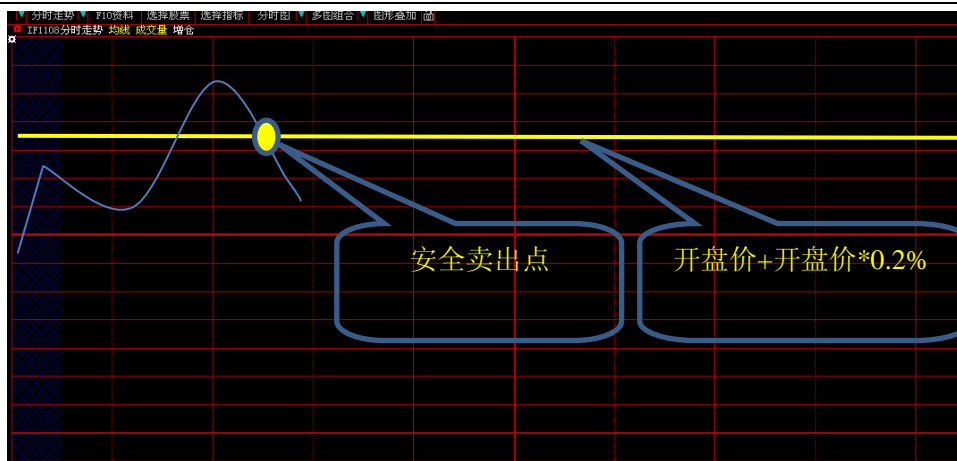 分时走势 F10资料 选择股票 选择指标 分时图 多图组合 图形叠加
IF1108分时走势 均线 成交量 增仓
安全卖出点
开盘价+开盘价*0.2%